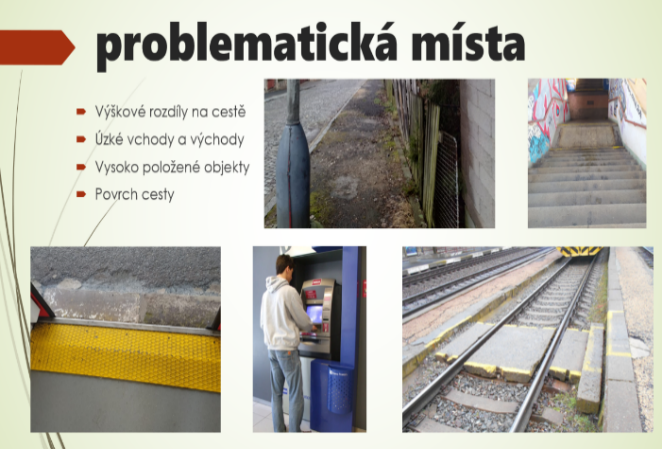 problematická místa
Výškové rozdíly na cestě
Úzké vchody a východy
Vysoko položené objekty
Povrch cesty